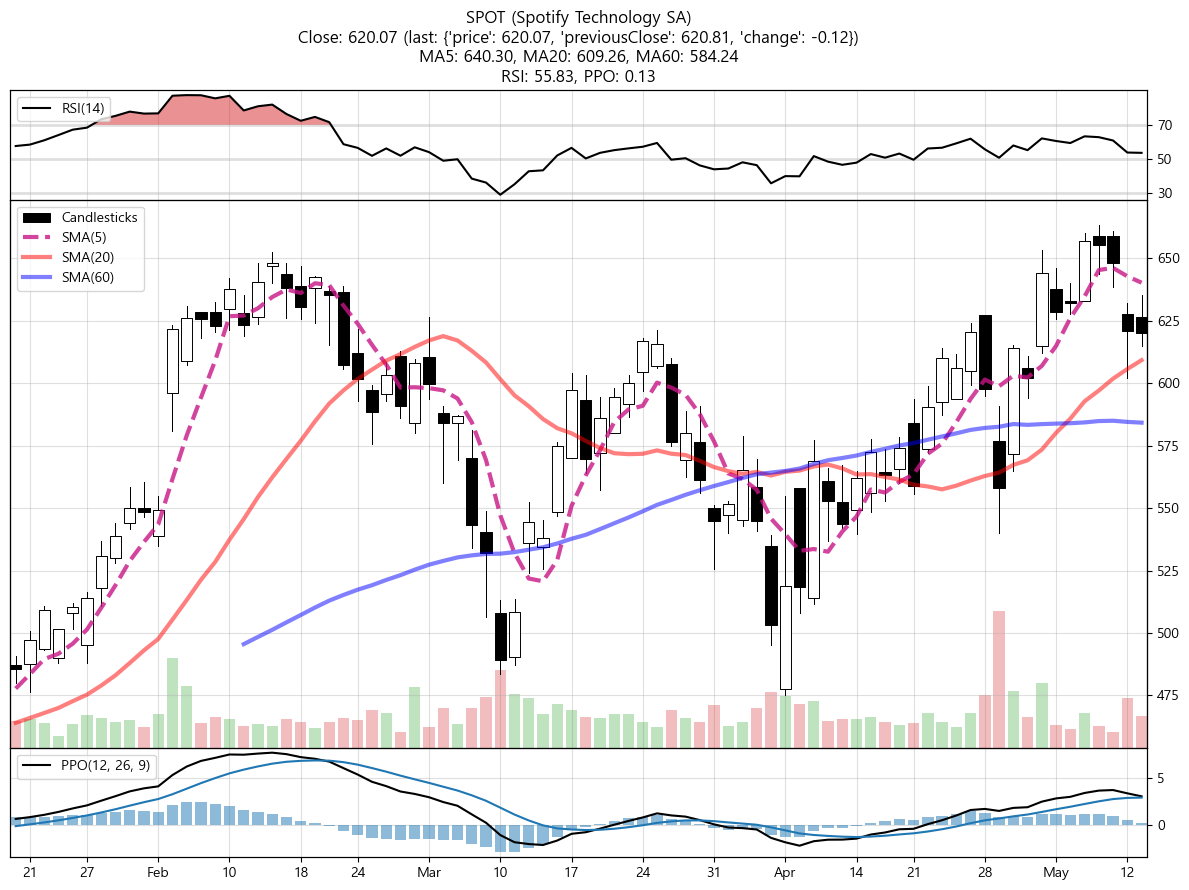 SPOT (Spotify Technology SA)
Close: 620.07 (last: {'price': 620.07, 'previousClose': 620.81, 'change': -0.12})
MA5: 640.30, MA20: 609.26, MA60: 584.24
RSI: 55.83, PPO: 0.13
RSI(14)
70
50
30
Candlesticks
SMA(5)
SMA(20)
SMA(60)
650
625
600
575
550
525
500
475
PPO(12, 26, 9)
5
0
21 27 Feb 10 18 24 Mar 10 17 24 31 Apr 14 21 28 May 12